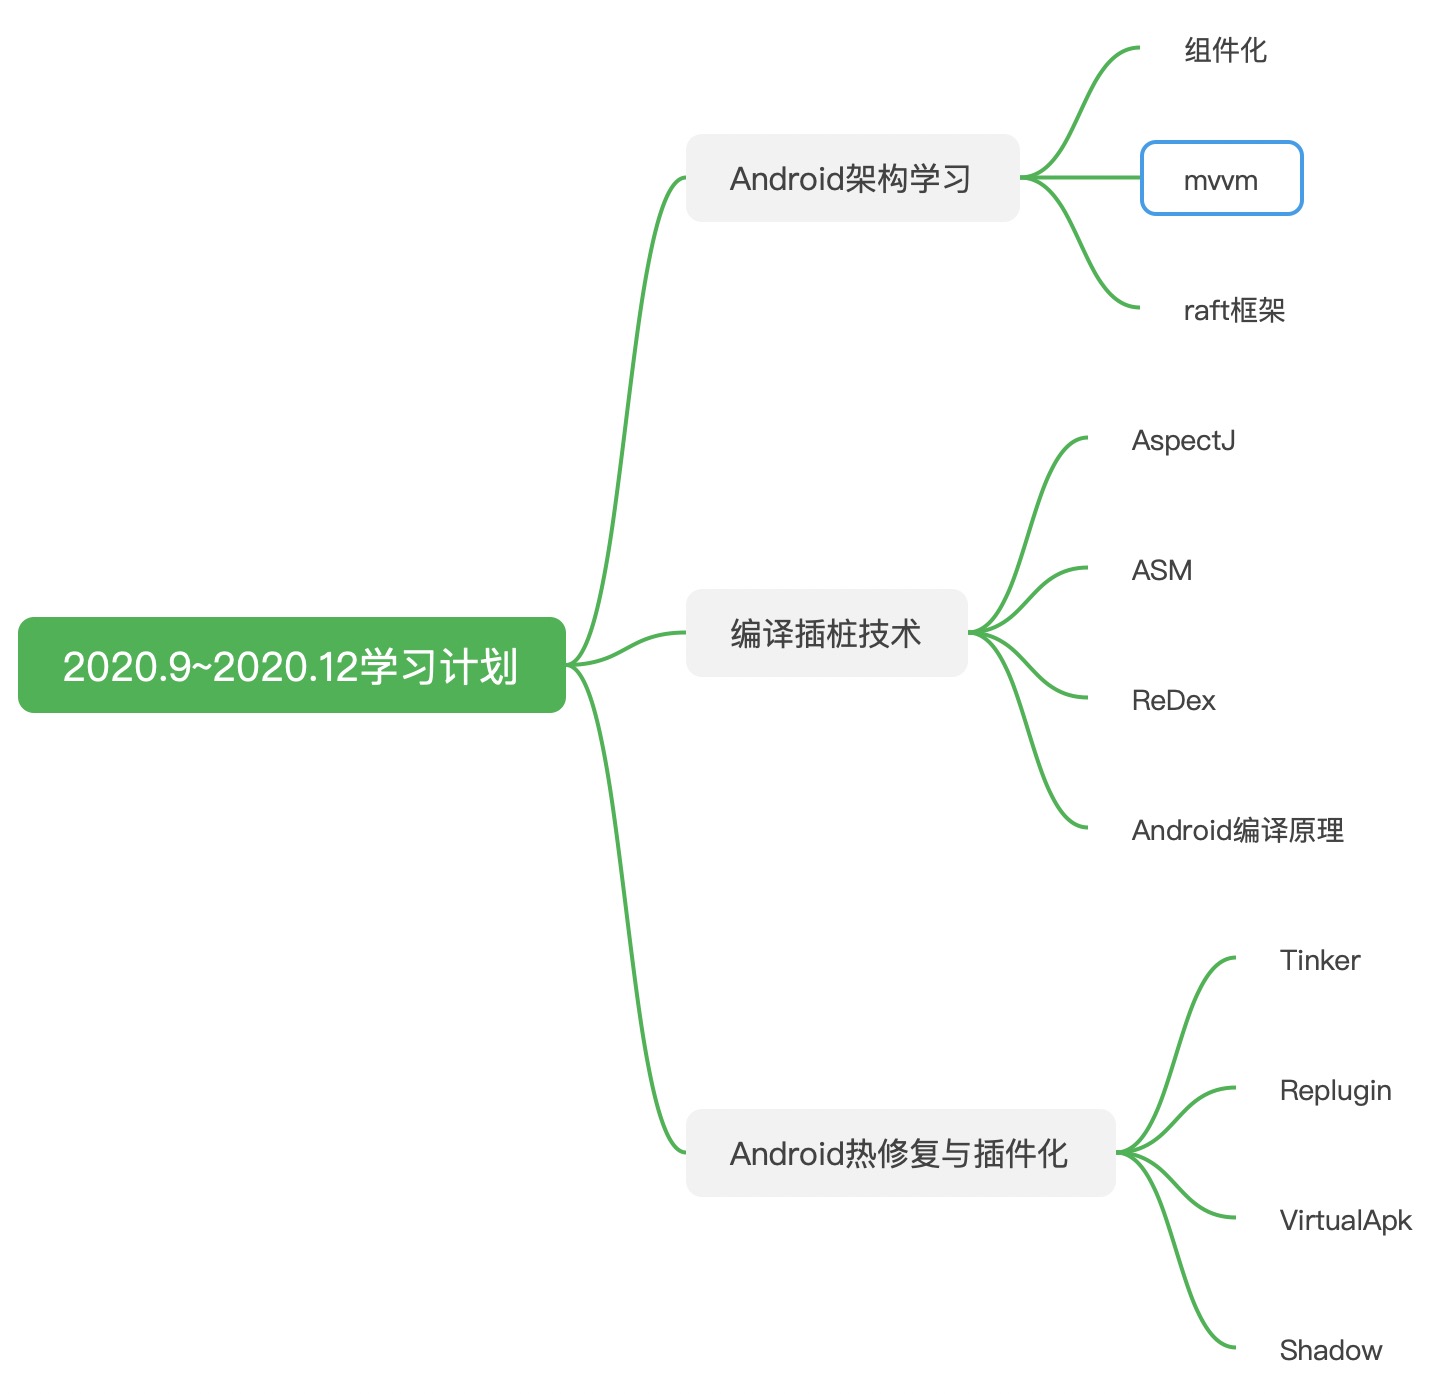 2020.9~2020.12学习计划
Android架构学习
组件化
mvvm
raft框架
编译插桩技术
AspectJ
ASM
ReDex
Android编译原理
Android热修复与插件化
Tinker
Replugin
VirtualApk
Shadow